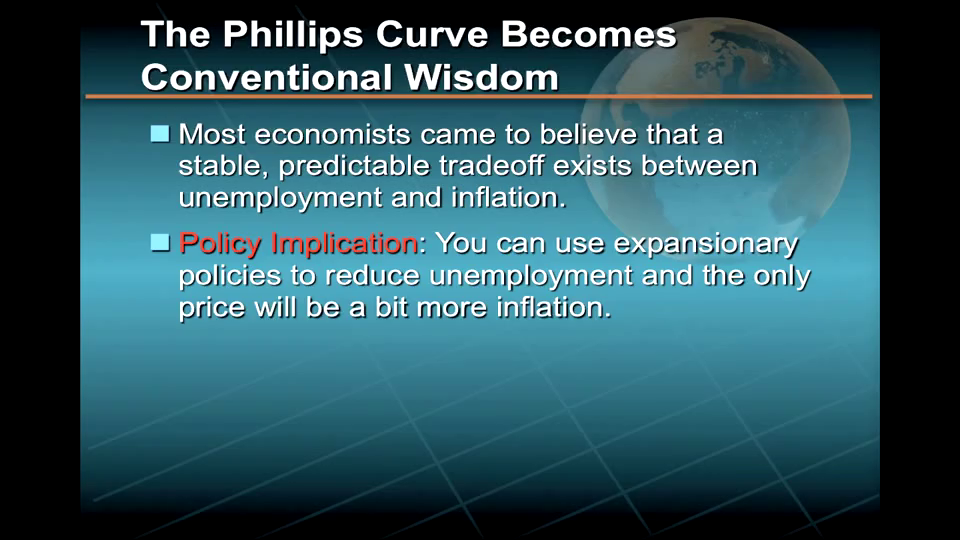 The Phillips Curve Becomes
Conventional Wisdom
Most economists came to believe that a
stable, predictable tradeoff exists between
unemployment and inflation.
Policy Implication: You can use expansionary
policies to reduce unemployment and the only
price will be a bit more inflation.